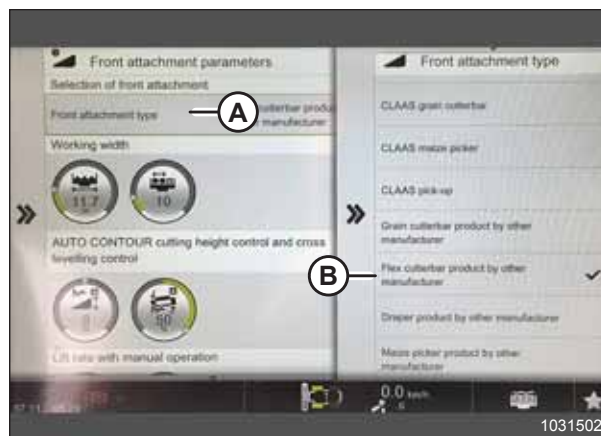 Front attachment parameters
Selection of front attachment
Front attachment type
A
cutterbar produ
manufacturer
Working width
11.7
10
AUTO CONTOUR cutting height control and cross
levelling control
50
Lift rate with manual operation
Front attachment type
CLAAS grain cutterbar
CLAAS maize picker
CLAAS pick-up
Grain cutterbar product by other
manufacturer
B
Flex cutterbar product by other
manufacturer
Draper product by other manufacturer
Maize picker product by other
manufacturer
0.0 km/h
1031502